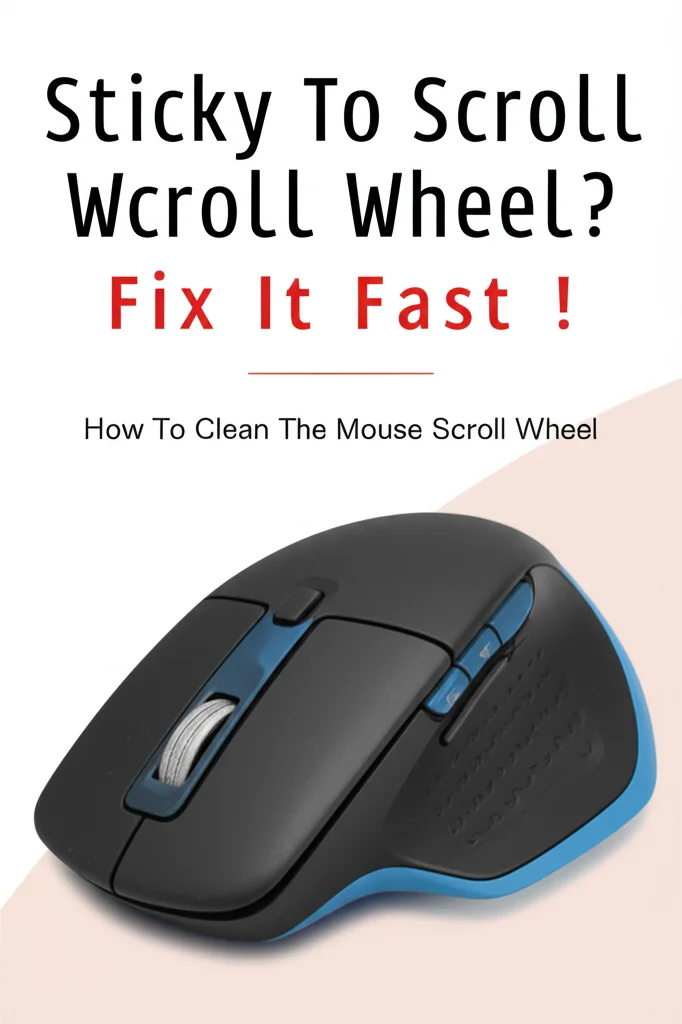 Sticky To Scroll
Wcroll Wheel?
Fix It Fast !
How To Clean The Mouse Scroll Wheel